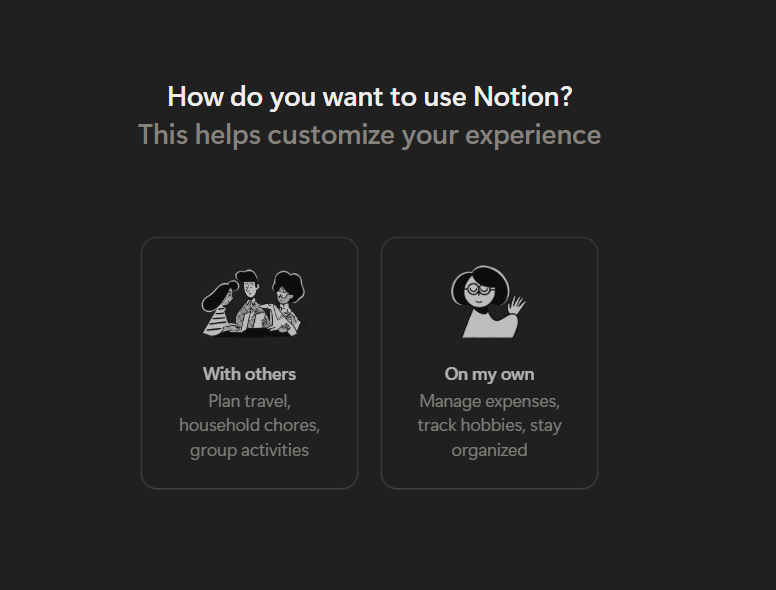 How do you want to use Notion?
This helps customize your experience
With others
Plan travel,
household chores,
group activities
On my own
Manage expenses,
track hobbies, stay
organized